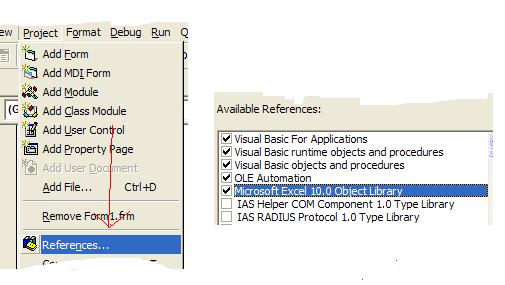 ew Project Format Debug Run Q
Add Form
Add MDI Form
Add Module
Add Class Module
Add User Control
Add Property Page
Add User Document
Add File... Ctrl+D
Remove Form1.frm
References...
Available References:
Visual Basic For Applications
Visual Basic runtime objects and procedures
Visual Basic objects and procedures
OLE Automation
Microsoft Excel 10.0 Object Library
IAS Helper COM Component 1.0 Type Library
IAS RADIUS Protocol 1.0 Type Library